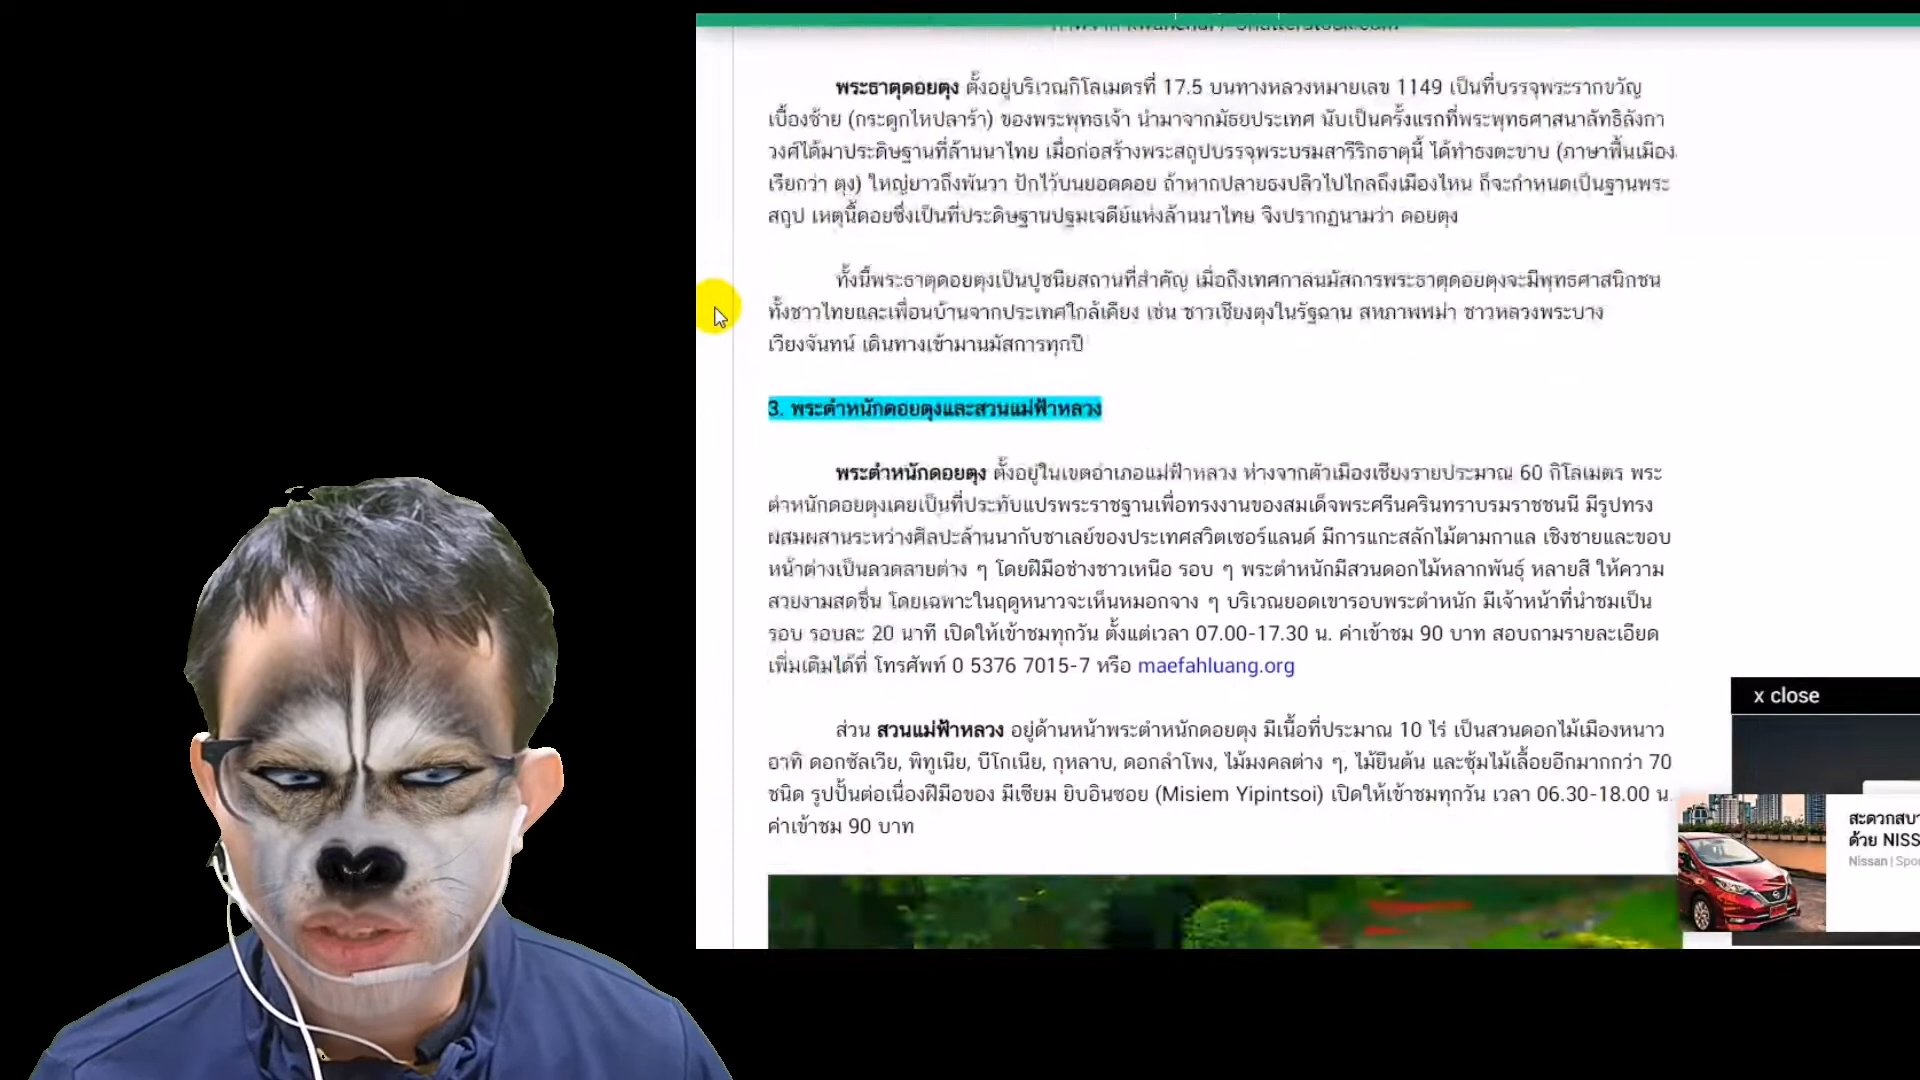 พระธาตุดอยตุง ตั้งอยู่บริเวณกิโลเมตรที่ 17.5 บนทางหลวงหมายเลข 1149 เป็นที่บรรจุพระรากขวัญ
เบื้องซ้าย (กระดูกไหปลาร้า) ของพระพุทธเจ้า นำมาจากมัธยประเทศ นับเป็นครั้งแรกที่พระพุทธศาสนาลัทธิลังกา
วงศ์ได้มาประดิษฐานที่ล้านนาไทย เมื่อก่อสร้างพระสถูปบรรจุพระบรมสารีริกธาตุนี้ ได้ทำธงตะขาบ (ภาษาพื้นเมือง
เรียกว่า ตุง) ใหญ่ยาวถึงพันวา ปักไว้บนยอดดอย ถ้าหากปลายธงปลิวไปไกลถึงเมืองไหน ก็จะกำหนดเป็นฐานพระ
สถูป เหตุนี้ดอยซึ่งเป็นที่ประดิษฐานปฐมเจดีย์แห่งล้านนาไทย จึงปรากฏนามว่า ดอยตุง
ทั้งนี้พระธาตุดอยตุงเป็นปูชนียสถานที่สำคัญ เมื่อถึงเทศกาลนมัสการพระธาตุดอยตุงจะมีพุทธศาสนิกชน
ทั้งชาวไทยและเพื่อนบ้านจากประเทศใกล้เคียง เช่น ชาวเชียงตุงในรัฐฉาน สหภาพพม่า ชาวหลวงพระบาง
เวียงจันทน์ เดินทางเข้ามานมัสการทุกปี
3. พระตำหนักดอยตุงและสวนแม่ฟ้าหลวง
พระตำหนักดอยตุง ตั้งอยู่ในเขตอำเภอแม่ฟ้าหลวง ห่างจากตัวเมืองเชียงรายประมาณ 60 กิโลเมตร พระ
ตำหนักดอยตุงเคยเป็นที่ประทับแปรพระราชฐานเพื่อทรงงานของสมเด็จพระศรีนครินทราบรมราชชนนี มีรูปทรง
ผสมผสานระหว่างศิลปะล้านนากับชาเลย์ของประเทศสวิตเซอร์แลนด์ มีการแกะสลักไม้ตามกาแล เชิงชายและขอบ
หน้าต่างเป็นลวดลายต่าง ๆ โดยฝีมือช่างชาวเหนือ รอบ ๆ พระตำหนักมีสวนดอกไม้หลากพันธุ์ หลายสี ให้ความ
สวยงามสดชื่น โดยเฉพาะในฤดูหนาวจะเห็นหมอกจาง ๆ บริเวณยอดเขารอบพระตำหนัก มีเจ้าหน้าที่นำชมเป็น
รอบ รอบละ 20 นาที เปิดให้เข้าชมทุกวัน ตั้งแต่เวลา 07.00-17.30 น. ค่าเข้าชม 90 บาท สอบถามรายละเอียด
เพิ่มเติมได้ที่ โทรศัพท์ 0 5376 7015-7 หรือ maefahluang.org
ส่วน สวนแม่ฟ้าหลวง อยู่ด้านหน้าพระตำหนักดอยตุง มีเนื้อที่ประมาณ 10 ไร่ เป็นสวนดอกไม้เมืองหนาว
อาทิ ดอกซัลเวีย, พิทูเนีย, บีโกเนีย, กุหลาบ, ดอกลำโพง, ไม้มงคลต่าง ๆ, ไม้ยืนต้น และซุ้มไม้เลื้อยอีกมากกว่า 70
ชนิด รูปปั้นต่อเนื่องฝีมือของ มีเซียม ยิบอินซอย (Misiem Yipintsoi) เปิดให้เข้าชมทุกวัน เวลา 06.30-18.00 น.
ค่าเข้าชม 90 บาท
x close
สะดวกสบา
ด้วย NISS
Nissan | Spo